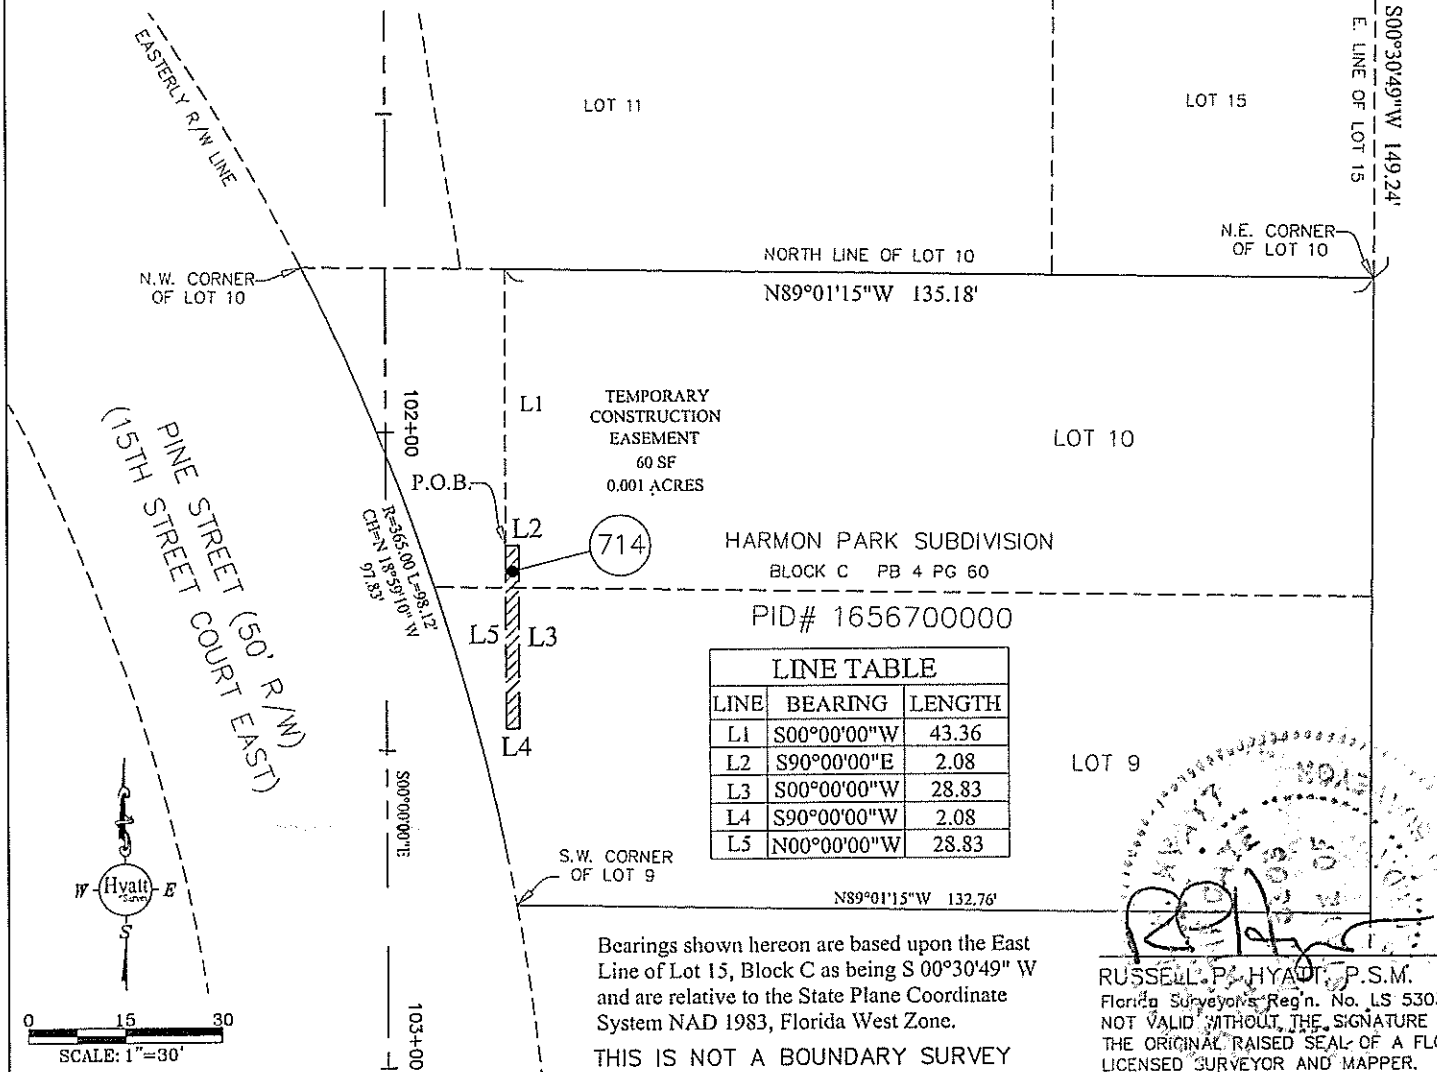 S00°30'49"W 149.24'
E. LINE OF LOT 15
EASTERLY R/W LINE
LOT 11
LOT 15
N.E. CORNER
OF LOT 10
NORTH LINE OF LOT 10
N89°01'15"W 135.18'
N.W. CORNER
OF LOT 10
102+00
L1
TEMPORARY
CONSTRUCTION
EASEMENT
60 SF
0.001 ACRES
LOT 10
P.O.B.
PINE STREET (50' R/W)
(15TH STREET COURT EAST)
R=365.00 L=98.12'
CH=N 18°59'10" W
97.83'
L2
714
HARMON PARK SUBDIVISION
BLOCK C PB 4 PG 60
PID# 1656700000
L5
L3
L4
LINE TABLE
LINE BEARING LENGTH
L1 S00°00'00"W 43.36
L2 S90°00'00"E 2.08
L3 S00°00'00"W 28.83
L4 S90°00'00"W 2.08
L5 N00°00'00"W 28.83
LOT 9
S00°00'00"E
S.W. CORNER
OF LOT 9
N89°01'15"W 132.76'
W Hyatt E
Survey
S
0 15 30
SCALE: 1"=30'
103+00
Bearings shown hereon are based upon the East
Line of Lot 15, Block C as being S 00°30'49" W
and are relative to the State Plane Coordinate
System NAD 1983, Florida West Zone.
THIS IS NOT A BOUNDARY SURVEY
RUSSELL P. HYATT, P.S.M.
Florida Surveyor's Reg'n. No. LS 530
NOT VALID WITHOUT THE SIGNATURE
THE ORIGINAL RAISED SEAL OF A FLO
LICENSED SURVEYOR AND MAPPER.